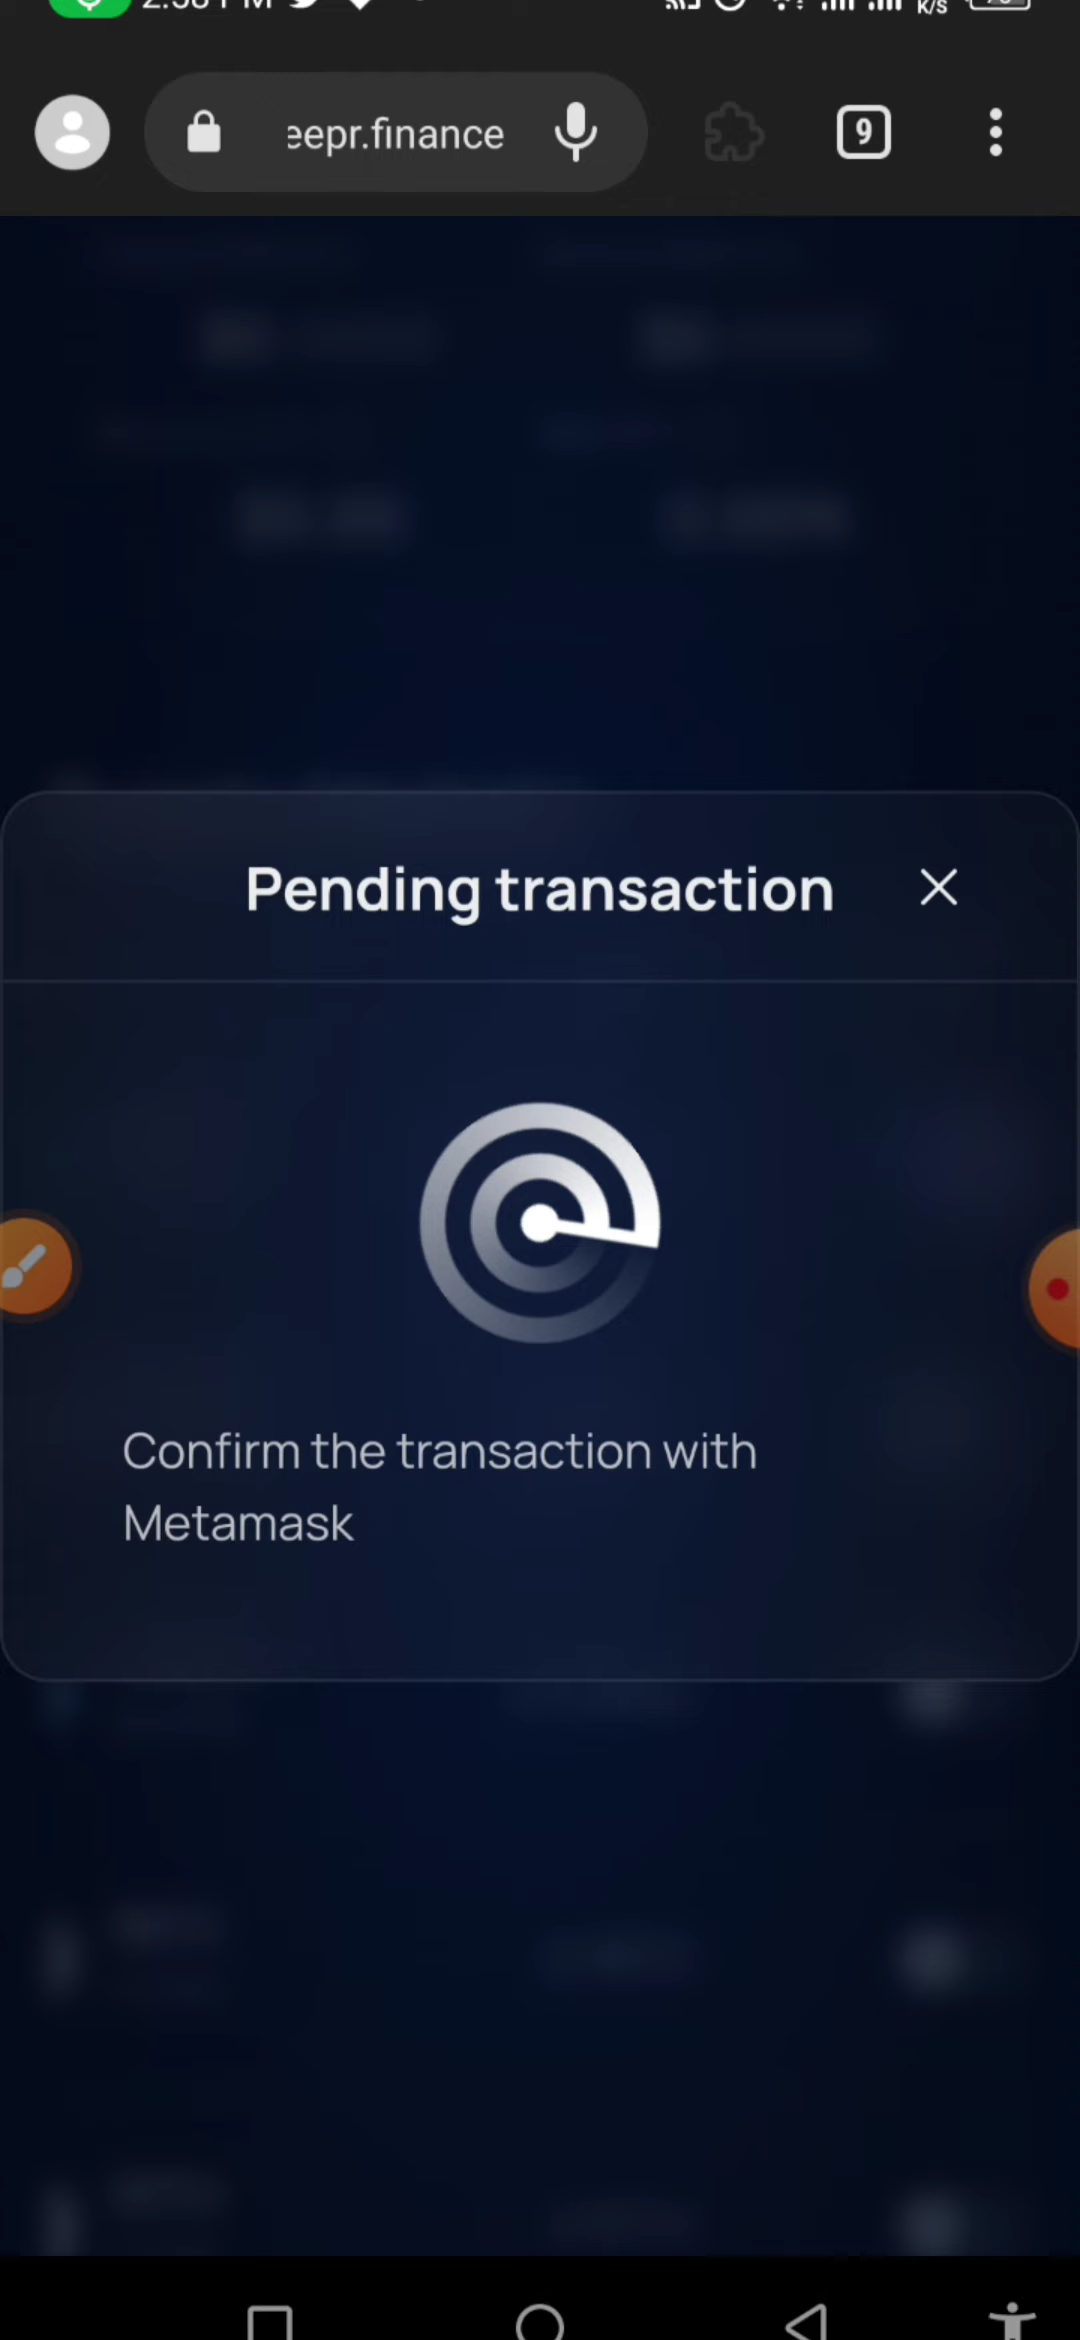 eepr.finance
9
K/S
Pending transaction
Confirm the transaction with
Metamask